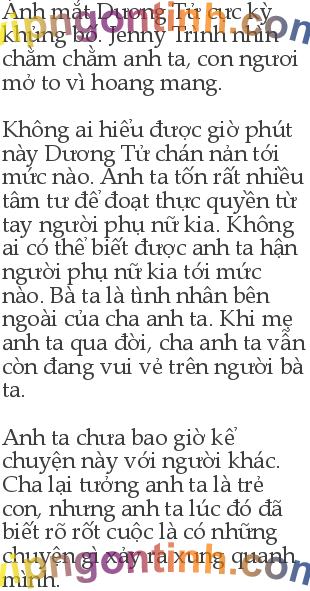 Ánh mắt Dương Tử cực kỳ
khủng bố. Jenny Trình nhìn
chằm chằm anh ta, con ngươi
mở to vì hoang mang.

Không ai hiểu được giờ phút
này Dương Tử chán nản tới
mức nào. Anh ta tốn rất nhiều
tâm tư để đoạt thực quyền từ
tay người phụ nữ kia. Không
ai có thể biết được anh ta hận
người phụ nữ kia tới mức
nào. Bà ta là tình nhân bên
ngoài của cha anh ta. Khi mẹ
anh ta qua đời, cha anh ta vẫn
còn đang vui vẻ trên người bà
ta.

Anh ta chưa bao giờ kể
chuyện này với người khác.
Cha lại tưởng anh ta là trẻ
con, nhưng anh ta lúc đó đã
biết rõ rốt cuộc là có những
chuyện gì xảy ra xung quanh
mình.
vipngontinh.com
vipngontinh.com